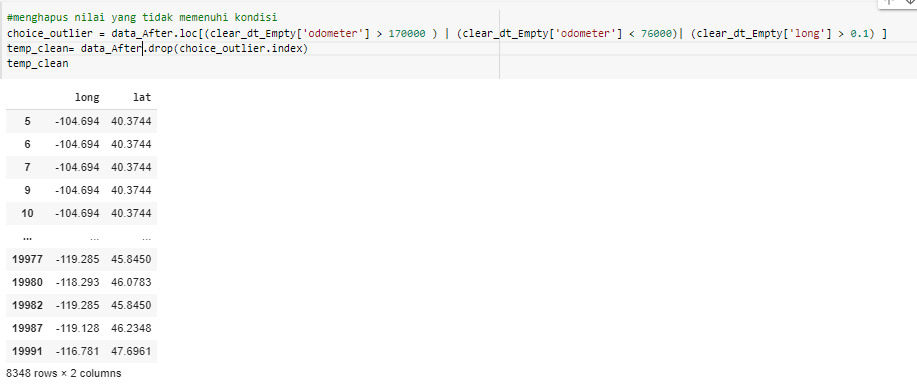 #menghapus nilai yang tidak memenuhi kondisi
choice_outlier = data_After.loc[(clear_dt_Empty['odometer'] > 170000 ) | (clear_dt_Empty['odometer'] < 76000)| (clear_dt_Empty['long'] > 0.1) ]
temp_clean= data_After.drop(choice_outlier.index)
temp_clean
long lat
5 -104.694 40.3744
6 -104.694 40.3744
7 -104.694 40.3744
9 -104.694 40.3744
10 -104.694 40.3744
... ... ...
19977 -119.285 45.8450
19980 -118.293 46.0783
19982 -119.285 45.8450
19987 -119.128 46.2348
19991 -116.781 47.6961
8348 rows × 2 columns